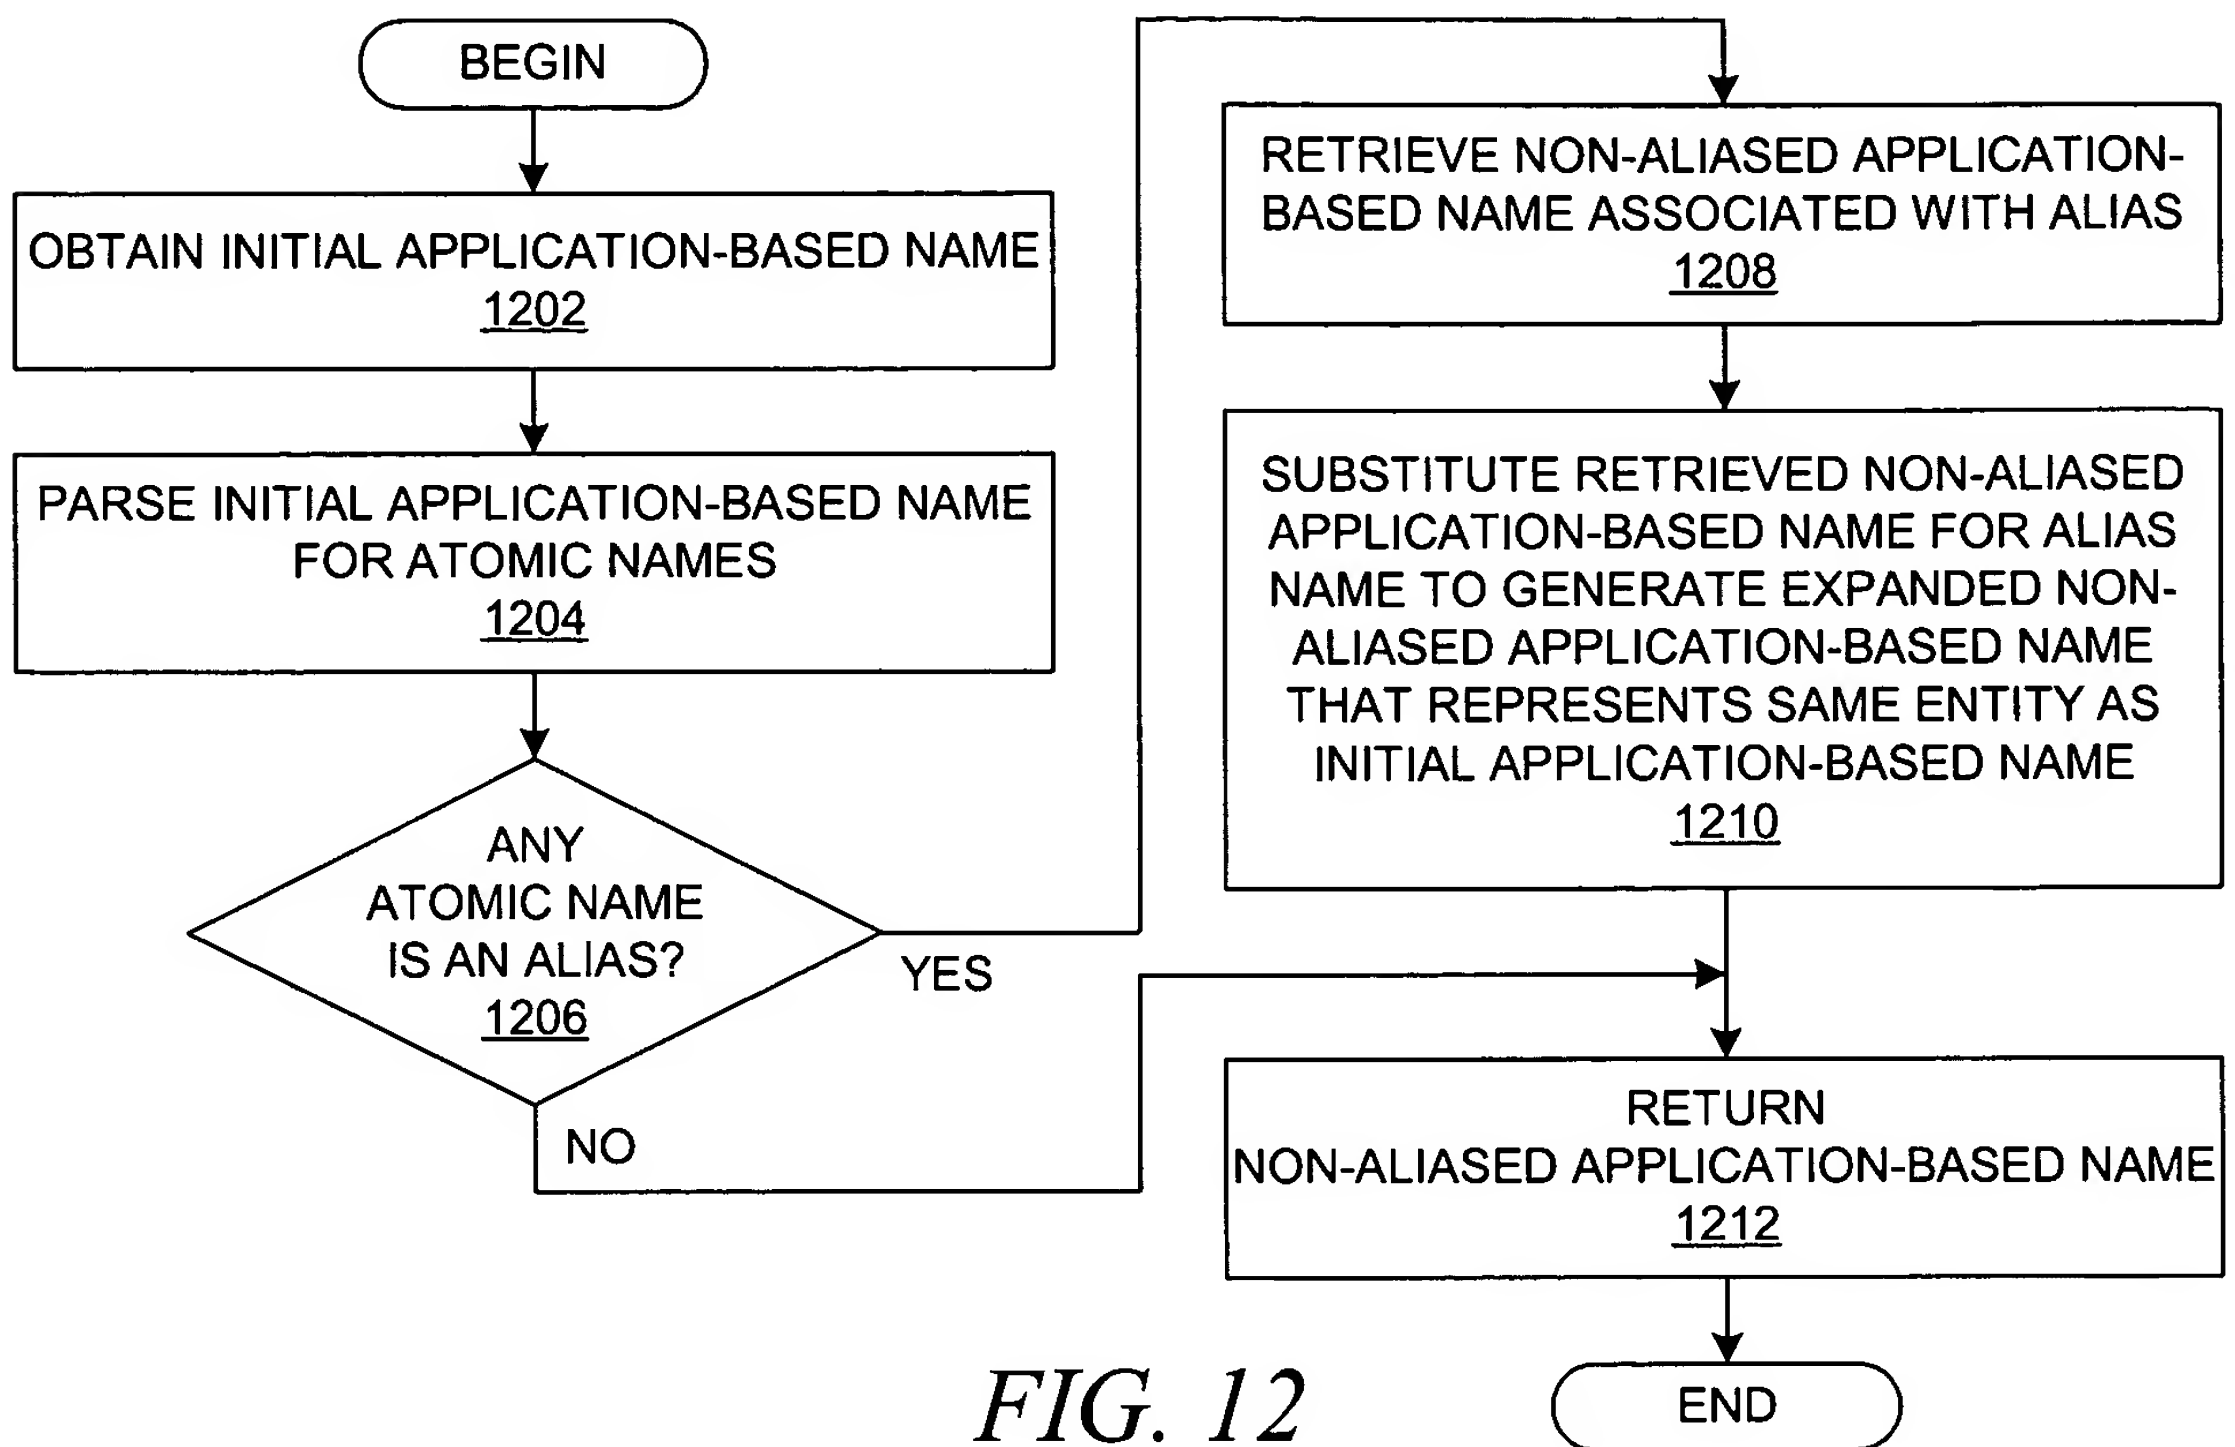 BEGIN
OBTAIN INITIAL APPLICATION-BASED NAME
1202
PARSE INITIAL APPLICATION-BASED NAME
FOR ATOMIC NAMES
1204
ANY
ATOMIC NAME
IS AN ALIAS?
1206
YES
NO
RETRIEVE NON-ALIASED APPLICATION-
BASED NAME ASSOCIATED WITH ALIAS
1208
SUBSTITUTE RETRIEVED NON-ALIASED
APPLICATION-BASED NAME FOR ALIAS
NAME TO GENERATE EXPANDED NON-
ALIASED APPLICATION-BASED NAME
THAT REPRESENTS SAME ENTITY AS
INITIAL APPLICATION-BASED NAME
1210
RETURN
NON-ALIASED APPLICATION-BASED NAME
1212
END
FIG. 12